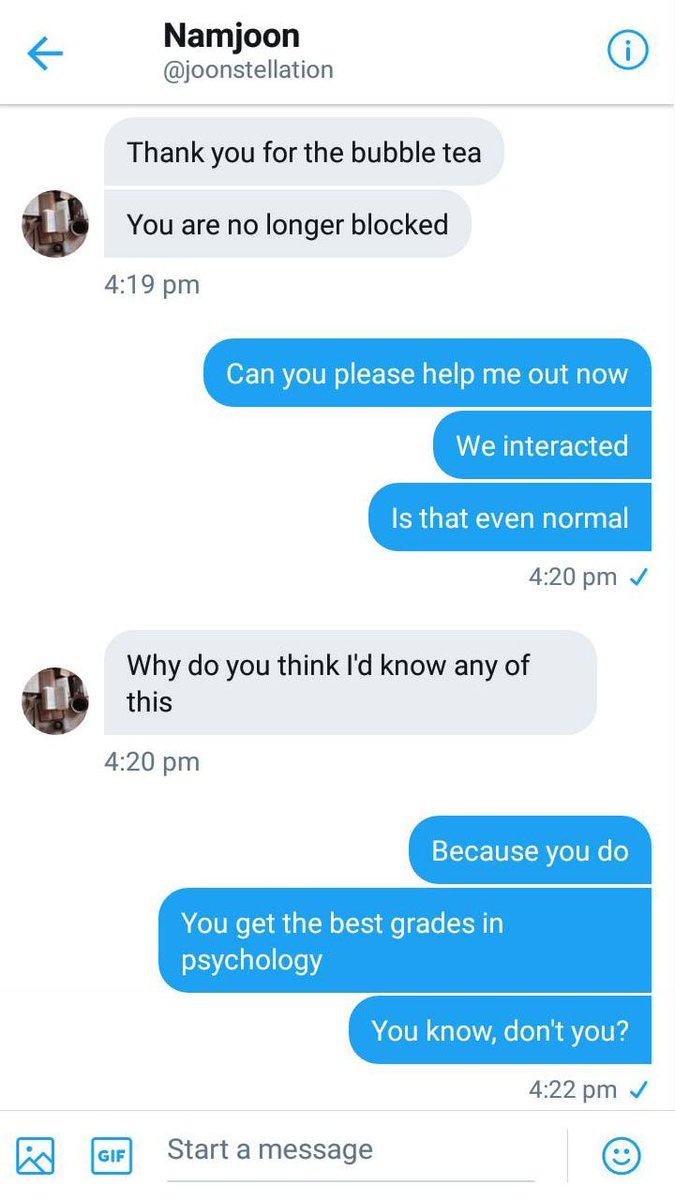 Namjoon
@joonstellation
Thank you for the bubble tea
You are no longer blocked
4:19 pm
Can you please help me out now
We interacted
Is that even normal
4:20 pm
Why do you think I'd know any of
this
4:20 pm
Because you do
You get the best grades in
psychology
You know, don't you?
4:22 pm
GIF
Start a message